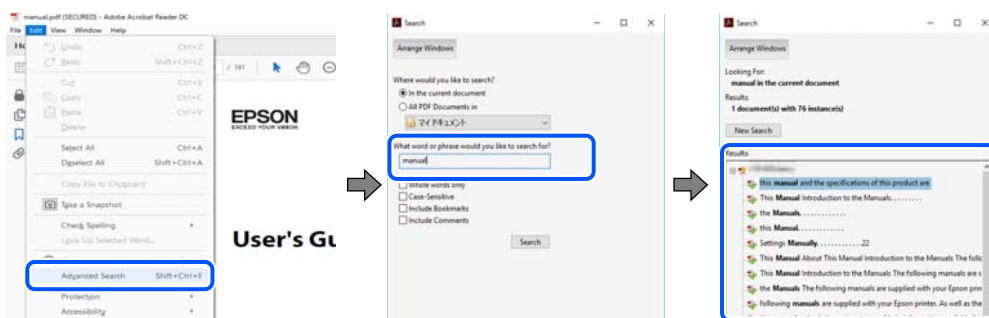 manual.pdf (SECURED) - Adobe Acrobat Reader DC
File Edit View Window Help
Undo Ctrl+Z
Redo Shift+Ctrl+Z
Cut Ctrl+X
Copy Ctrl+C
Paste Ctrl+V
Delete
Select All Ctrl+A
Deselect All Shift+Ctrl+A
Copy File to Clipboard
Take a Snapshot
Check Spelling
Look Up Selected Word...
Advanced Search Shift+Ctrl+F
Protection
Accessibility
/ 181
EPSON
EXCEED YOUR VISION
User's Gu
Search
Arrange Windows
Where would you like to search?
In the current document
All PDF Documents in
マイ ドキュメント
What word or phrase would you like to search for?
manual
Whole words only
Case-Sensitive
Include Bookmarks
Include Comments
Search
Search
Arrange Windows
Looking For:
manual in the current document
Results:
1 document(s) with 76 instance(s)
New Search
Results:
this manual and the specifications of this product are
This Manual Introduction to the Manuals. . . . . . . . .
the Manuals. . . . . . . . . . . .
this Manual. . . . . . . . . . . .
Settings Manually. . . . . . . . . . . . 22
This Manual About This Manual Introduction to the Manuals The follo
This Manual Introduction to the Manuals The following manuals are s
the Manuals The following manuals are supplied with your Epson prin
following manuals are supplied with your Epson printer. As well as the